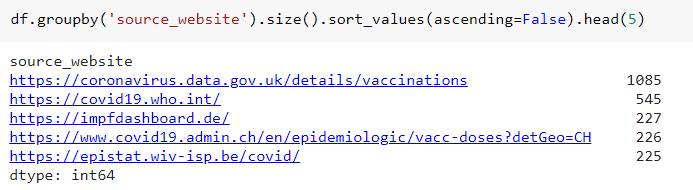 df.groupby('source_website').size().sort_values(ascending=False).head(5)
source_website
https://coronavirus.data.gov.uk/details/vaccinations 1085
https://covid19.who.int/ 545
https://impfdashboard.de/ 227
https://www.covid19.admin.ch/en/epidemiologic/vacc-doses?detGeo=CH 226
https://epistat.wiv-isp.be/covid/ 225
dtype: int64